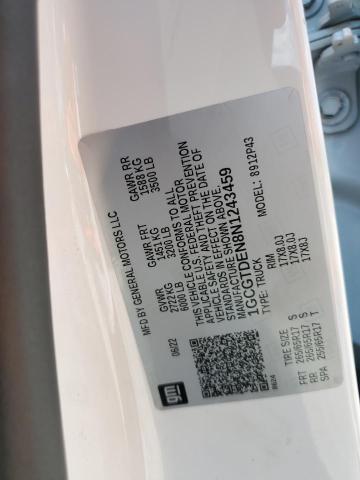 MFD BY GENERAL MOTORS LLC
06/22
GVWR GAWR FRT GAWR RR
2722 KG 1451 KG 1588 KG
6000 LB 3200 LB 3500 LB
THIS VEHICLE CONFORMS TO ALL
APPLICABLE U.S. FEDERAL MOTOR
VEHICLE SAFETY AND THEFT PREVENTION
STANDARDS IN EFFECT ON THE DATE OF
MANUFACTURE SHOWN ABOVE.
1GCGTDEN8N1243459
TYPE: TRUCK MODEL: 8912P43
gm
TIRE SIZE RIM
FRT 265/65R17 S 17X8.0J
RR 265/65R17 S 17X8.0J
SPA 255/65R17 T 17X8J